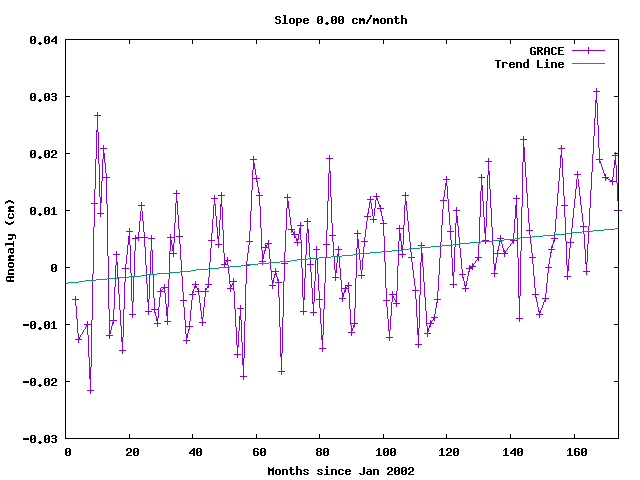 Slope 0.00 cm/month
0.04
GRACE
Trend Line
0.03
0.02
0.01
0
-0.01
-0.02
-0.03
Anomaly (cm)
0 20 40 60 80 100 120 140 160
Months since Jan 2002